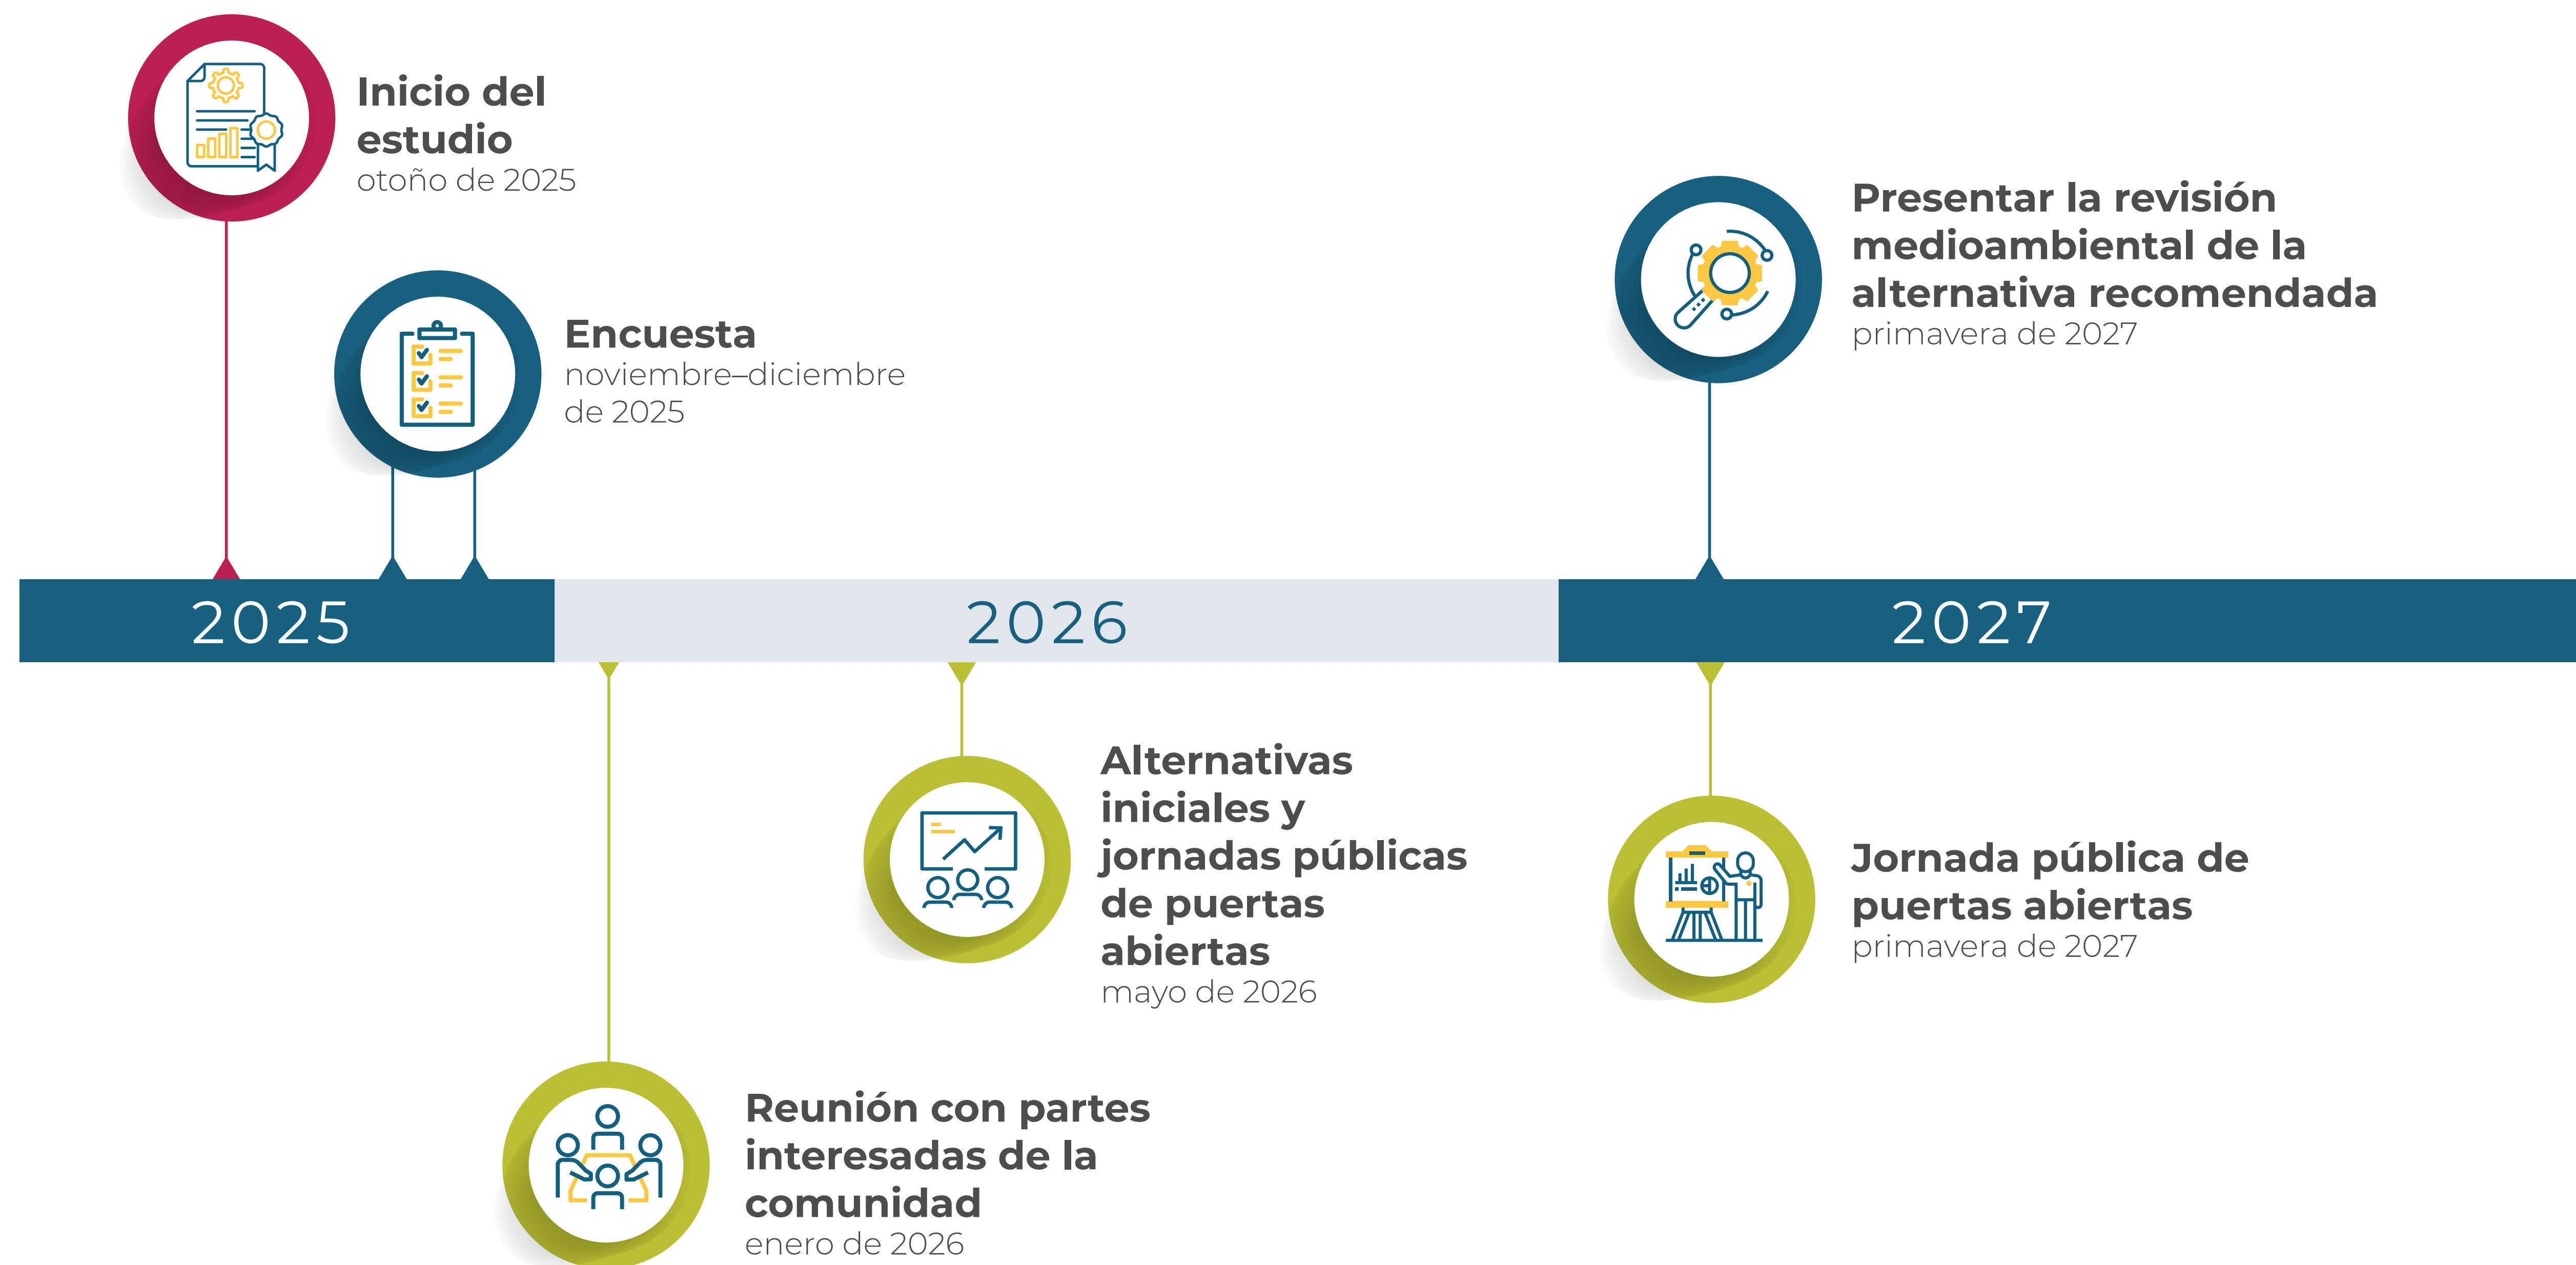 Inicio del
estudio
otoño de 2025
Encuesta
noviembre–diciembre
de 2025
Presentar la revisión
medioambiental de la
alternativa recomendada
primavera de 2027
2025
2026
2027
Alternativas
iniciales y
jornadas públicas
de puertas
abiertas
mayo de 2026
Jornada pública de
puertas abiertas
primavera de 2027
Reunión con partes
interesadas de la
comunidad
enero de 2026